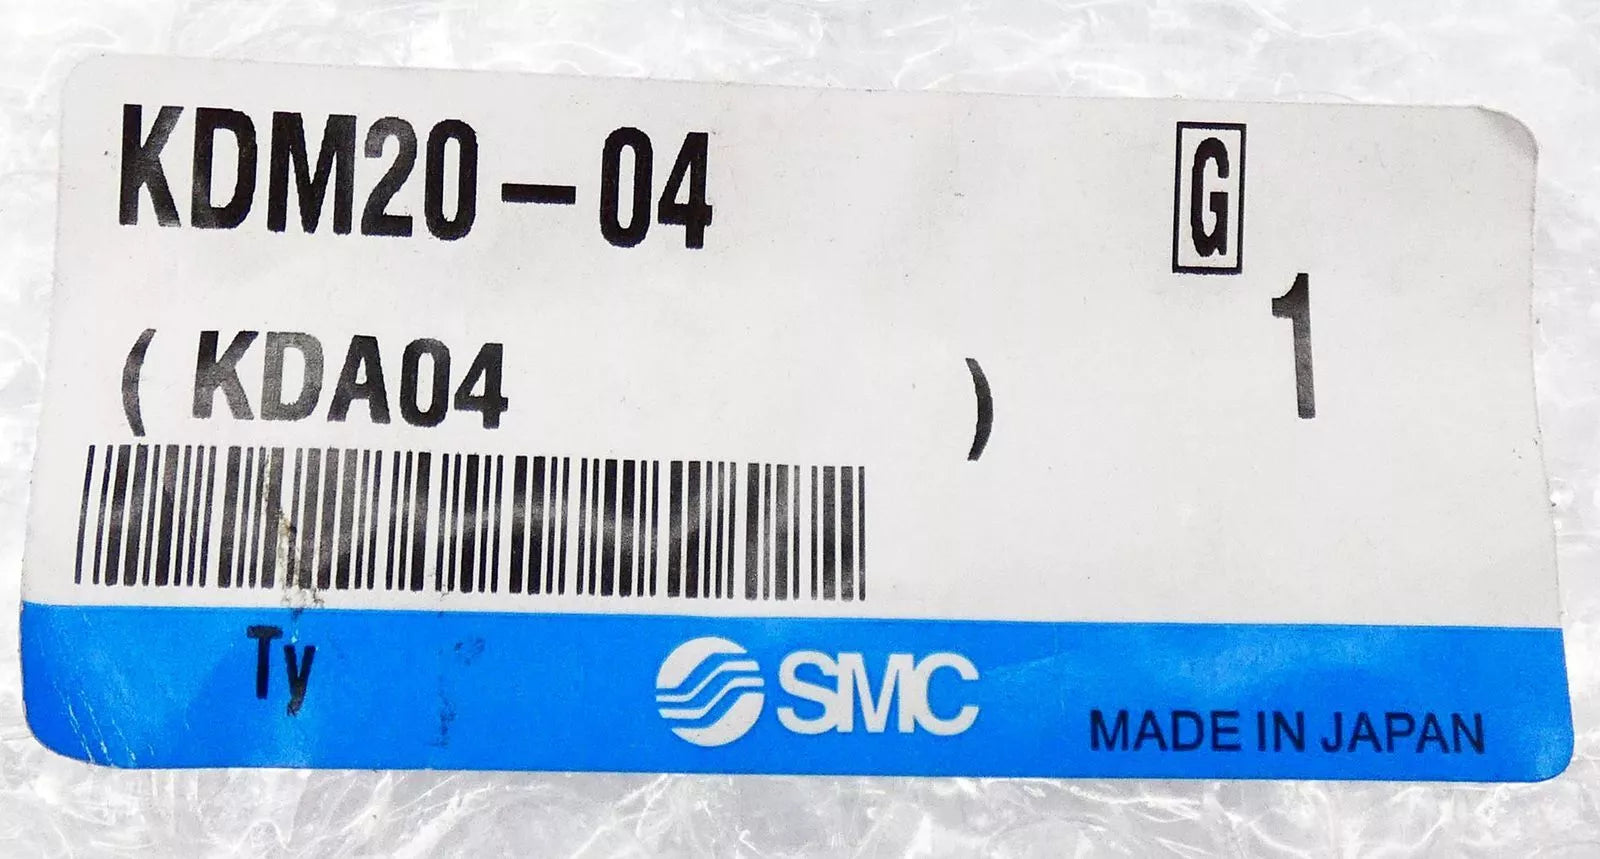 KDM20-04
G
1
( KDA04 )
Ty
SMC
MADE IN JAPAN